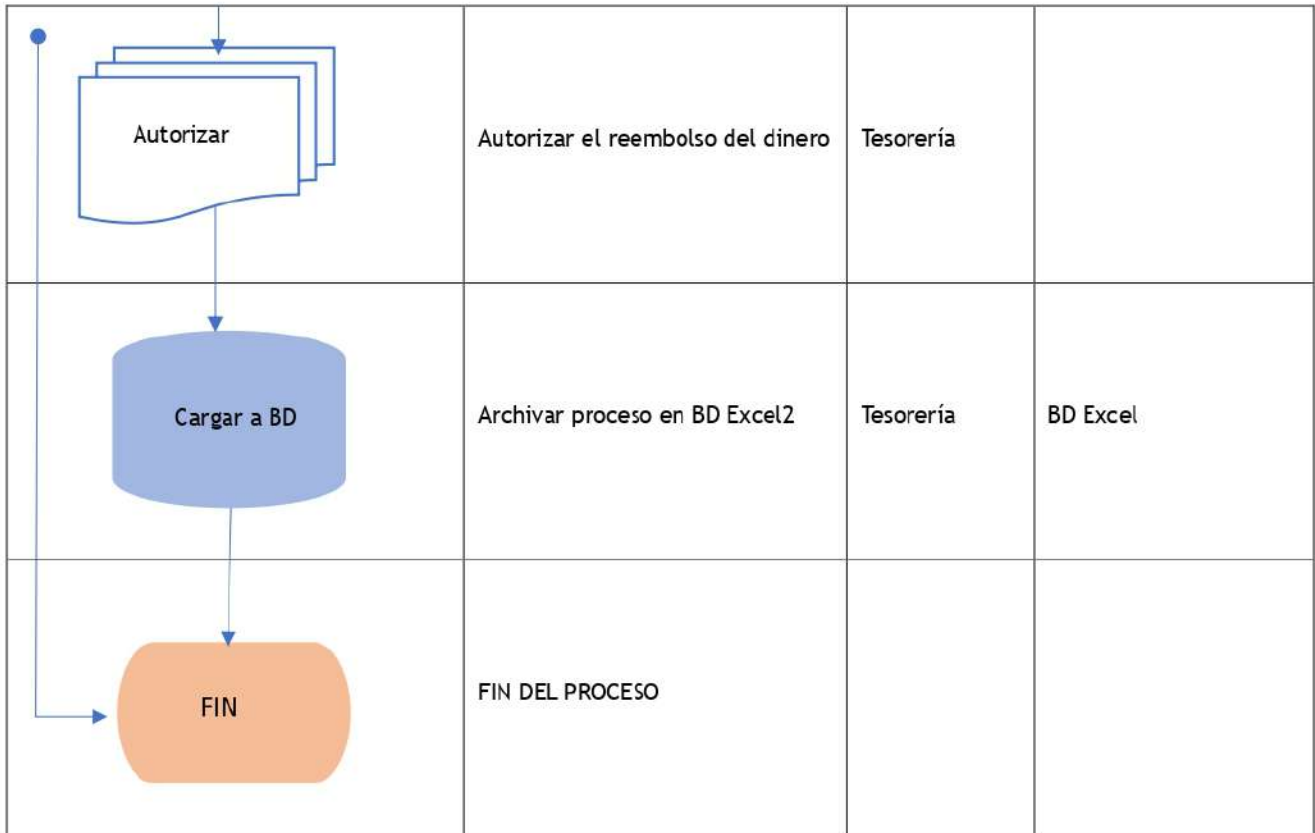 Autorizar
Autorizar el reembolso del dinero
Tesorería
Cargar a BD
Archivar proceso en BD Excel2
Tesorería
BD Excel
FIN
FIN DEL PROCESO